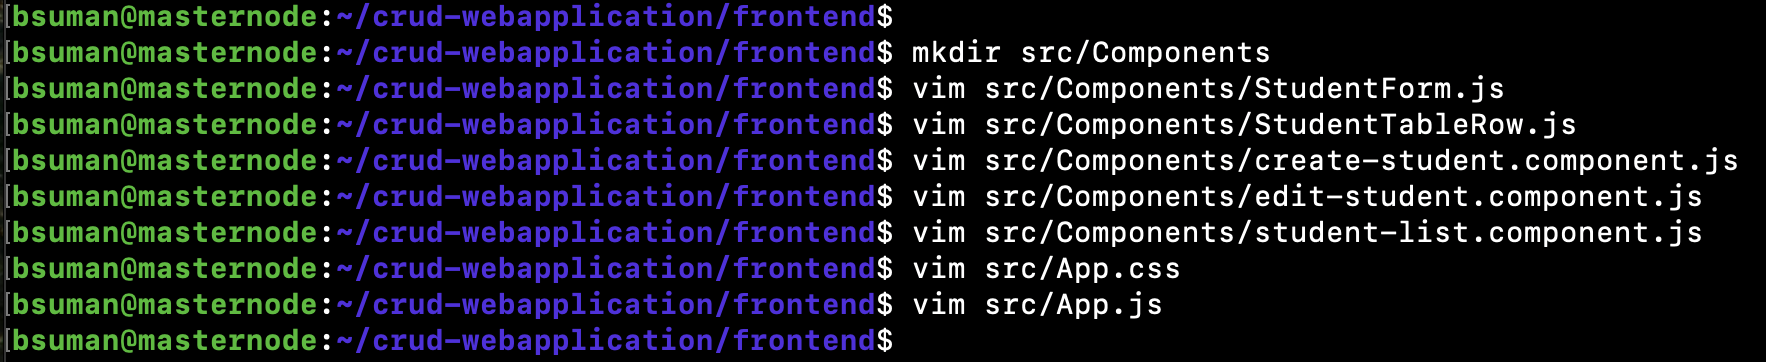 [bsuman@masternode:~/crud-webapplication/frontend$
[bsuman@masternode:~/crud-webapplication/frontend$ mkdir src/Components
[bsuman@masternode:~/crud-webapplication/frontend$ vim src/Components/StudentForm.js
[bsuman@masternode:~/crud-webapplication/frontend$ vim src/Components/StudentTableRow.js
[bsuman@masternode:~/crud-webapplication/frontend$ vim src/Components/create-student.component.js
[bsuman@masternode:~/crud-webapplication/frontend$ vim src/Components/edit-student.component.js
[bsuman@masternode:~/crud-webapplication/frontend$ vim src/Components/student-list.component.js
[bsuman@masternode:~/crud-webapplication/frontend$ vim src/App.css
[bsuman@masternode:~/crud-webapplication/frontend$ vim src/App.js
[bsuman@masternode:~/crud-webapplication/frontend$